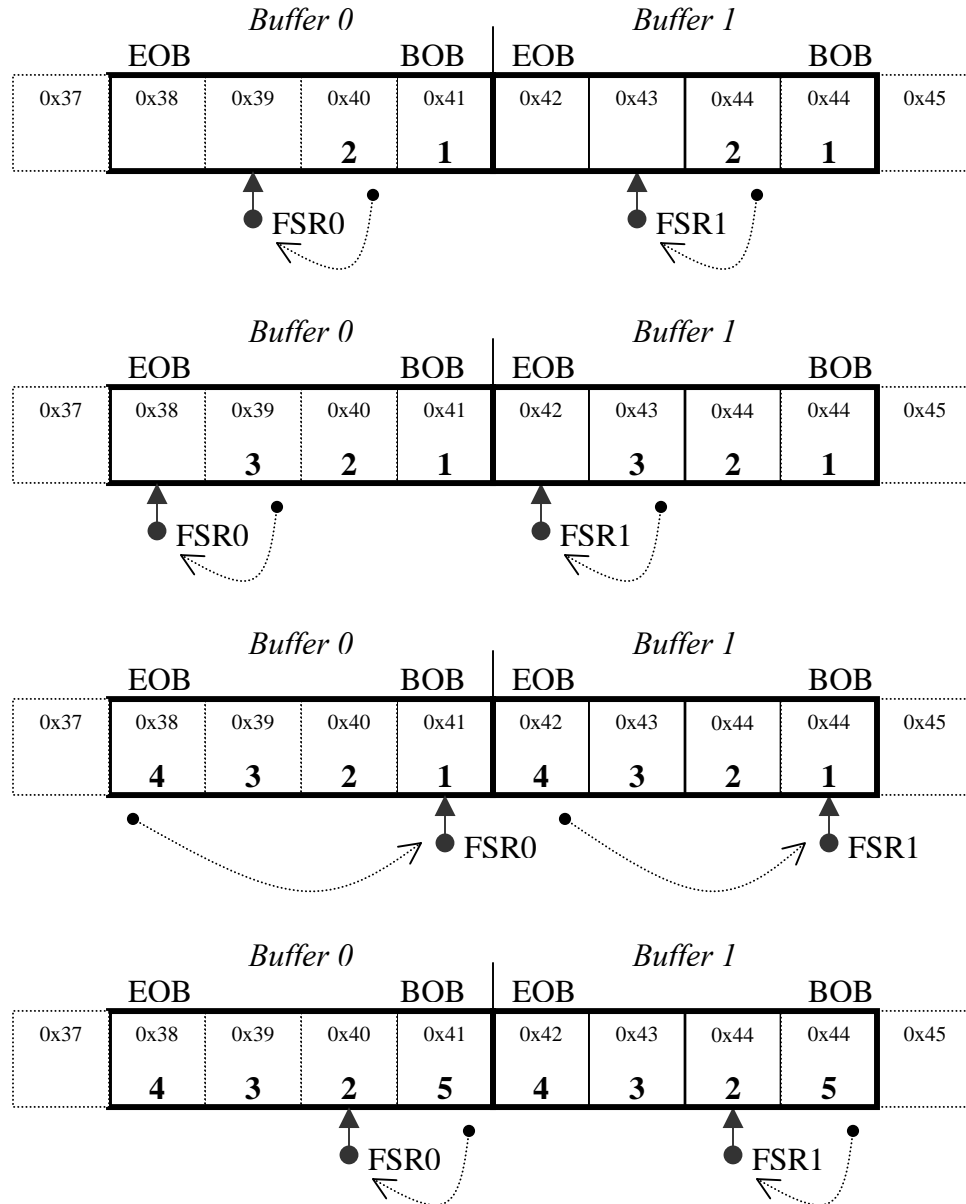 Buffer 0 Buffer 1
EOB BOB EOB BOB
0x37 0x38 0x39 0x40 0x41 0x42 0x43 0x44 0x44 0x45
2 1 2 1
FSR0 FSR1
Buffer 0 Buffer 1
EOB BOB EOB BOB
0x37 0x38 0x39 0x40 0x41 0x42 0x43 0x44 0x44 0x45
3 2 1 3 2 1
FSR0 FSR1
Buffer 0 Buffer 1
EOB BOB EOB BOB
0x37 0x38 0x39 0x40 0x41 0x42 0x43 0x44 0x44 0x45
4 3 2 1 4 3 2 1
FSR0 FSR1
Buffer 0 Buffer 1
EOB BOB EOB BOB
0x37 0x38 0x39 0x40 0x41 0x42 0x43 0x44 0x44 0x45
4 3 2 5 4 3 2 5
FSR0 FSR1